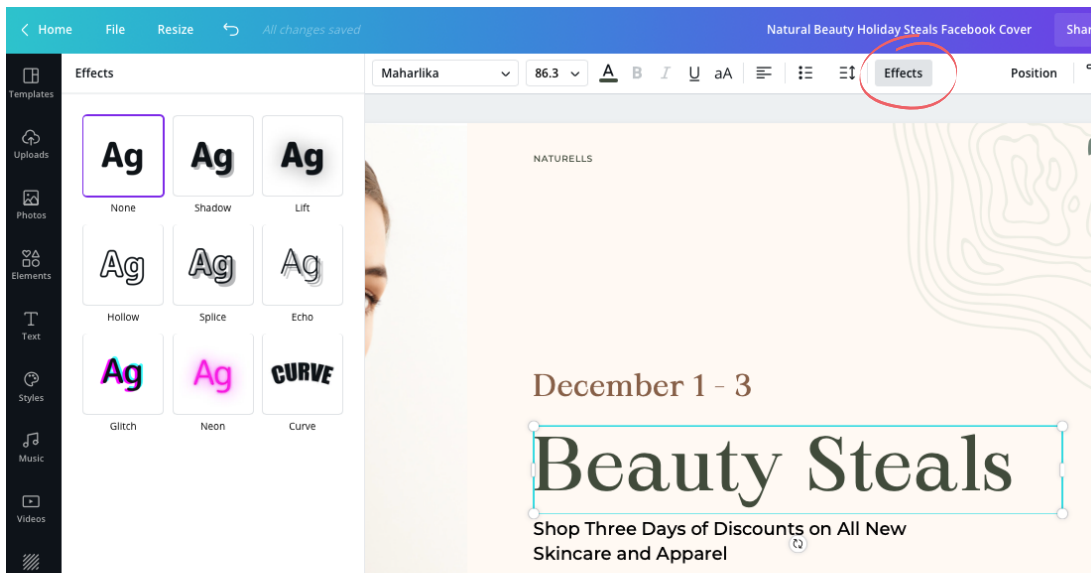 Home File Resize All changes saved Natural Beauty Holiday Steals Facebook Cover
Effects Maharlika 86.3 A B I U aA Effects Position
Templates
Uploads
Photos
Elements
Text
Styles
Music
Videos
Ag Ag Ag
None Shadow Lift
Ag Ag Ag
Hollow Splice Echo
Ag Ag CURVE
Glitch Neon Curve
NATURELLS
December 1 - 3
Beauty Steals
Shop Three Days of Discounts on All New
Skincare and Apparel